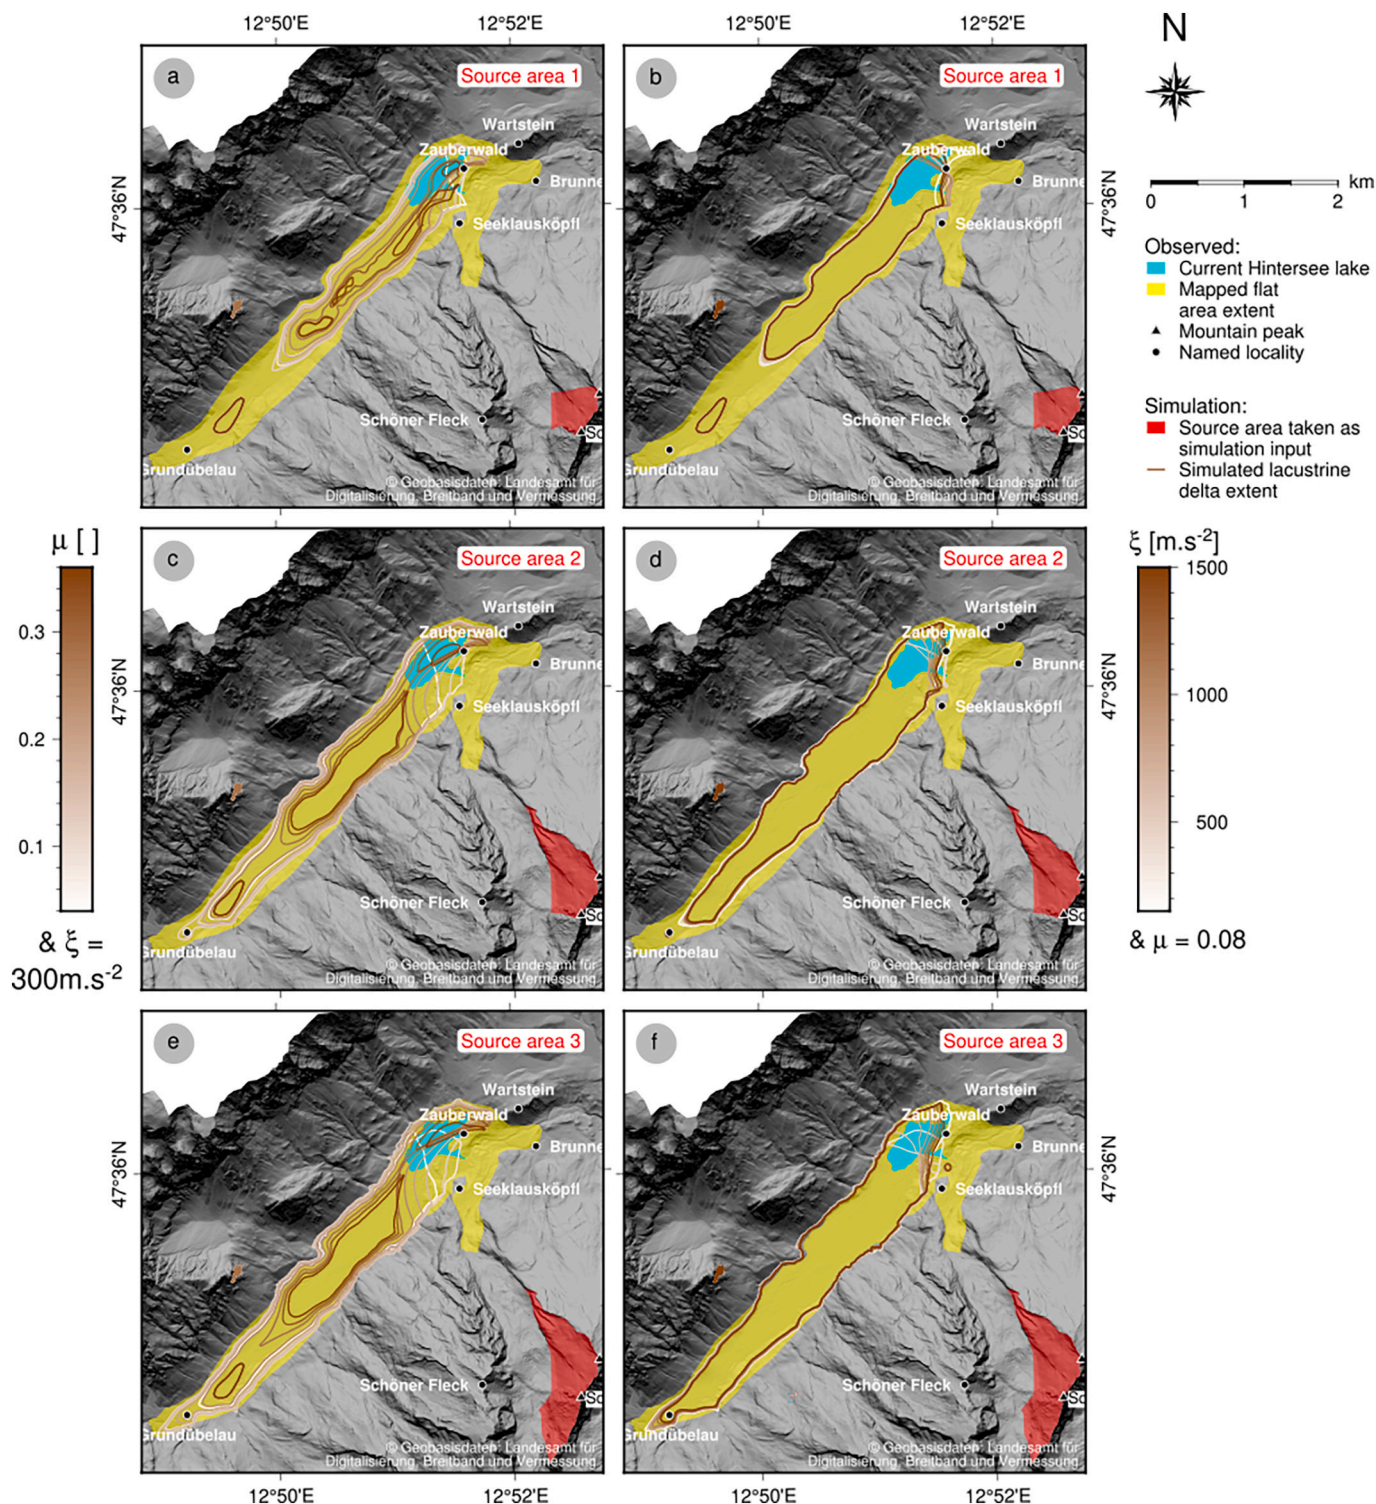 12°50'E
12°52'E
12°50'E
12°52'E
N
a
Source area 1
Wartstein
Zauberwald
Brunne
Seeklausköpfl
Schöner Fleck
Grundübelau
© Geobasisdaten: Landesamt für
Digitalisierung, Breitband und Vermessung
47°36'N
b
Source area 1
Wartstein
Zauberwald
Brunne
Seeklausköpfl
Schöner Fleck
Sc
Grundübelau
© Geobasisdaten: Landesamt für
Digitalisierung, Breitband und Vermessung
47°36'N
km
0
1
2
Observed:
Current Hintersee lake
Mapped flat
area extent
Mountain peak
Named locality
Simulation:
Source area taken as
simulation input
Simulated lacustrine
delta extent
μ [ ]
0.3
0.2
0.1
& ξ =
300m.s-2
c
Source area 2
Wartstein
Zauberwald
Brunne
Seeklausköpfl
Schöner Fleck
Sc
Grundübelau
© Geobasisdaten: Landesamt für
Digitalisierung, Breitband und Vermessung
47°36'N
d
Source area 2
Wartstein
Zauberwald
Brunne
Seeklausköpfl
Schöner Fleck
Sc
Grundübelau
© Geobasisdaten: Landesamt für
Digitalisierung, Breitband und Vermessung
47°36'N
ξ [m.s-2]
1500
1000
500
& μ = 0.08
e
Source area 3
Wartstein
Zauberwald
Brunne
Seeklausköpfl
Schöner Fleck
Sc
Grundübelau
© Geobasisdaten: Landesamt für
Digitalisierung, Breitband und Vermessung
47°36'N
f
Source area 3
Wartstein
Zauberwald
Brunne
Seeklausköpfl
Schöner Fleck
Sc
Grundübelau
© Geobasisdaten: Landesamt für
Digitalisierung, Breitband und Vermessung
47°36'N
12°50'E
12°52'E
12°50'E
12°52'E